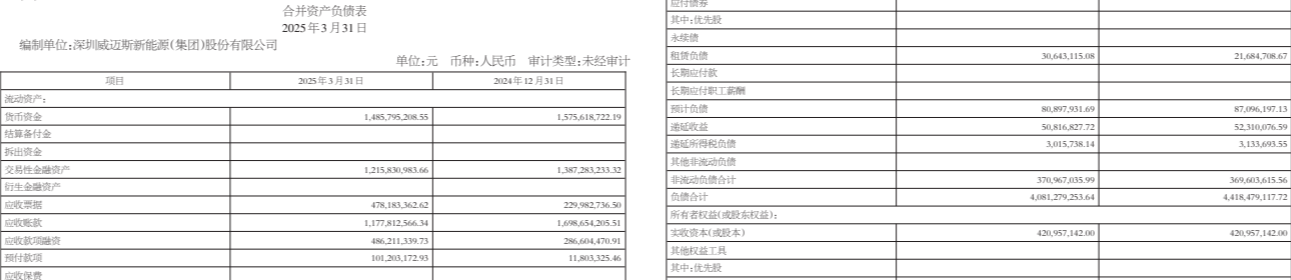 合并资产负债表
2025年3月31日
编制单位:深圳威迈斯新能源(集团)股份有限公司
单位:元 币种:人民币 审计类型:未经审计
项目 2025年3月31日 2024年12月31日
流动资产:
货币资金 1,485,795,208.55 1,575,618,722.19
结算备付金
拆出资金
交易性金融资产 1,215,830,983.66 1,387,283,233.32
衍生金融资产
应收票据 478,183,362.62 229,982,736.50
应收账款 1,177,812,566.34 1,698,654,205.51
应收款项融资 486,211,339.73 286,604,470.91
预付款项 101,203,172.93 11,803,325.46
应收保费
应付债券
其中:优先股
永续债
租赁负债 30,643,115.08 21,684,708.67
长期应付款
长期应付职工薪酬
预计负债 80,897,931.69 87,096,197.13
递延收益 50,816,827.72 52,310,076.59
递延所得税负债 3,015,738.14 3,133,693.55
其他非流动负债
非流动负债合计 370,967,035.99 369,603,615.56
负债合计 4,081,279,253.64 4,418,479,117.72
所有者权益(或股东权益):
实收资本(或股本) 420,957,142.00 420,957,142.00
其他权益工具
其中:优先股